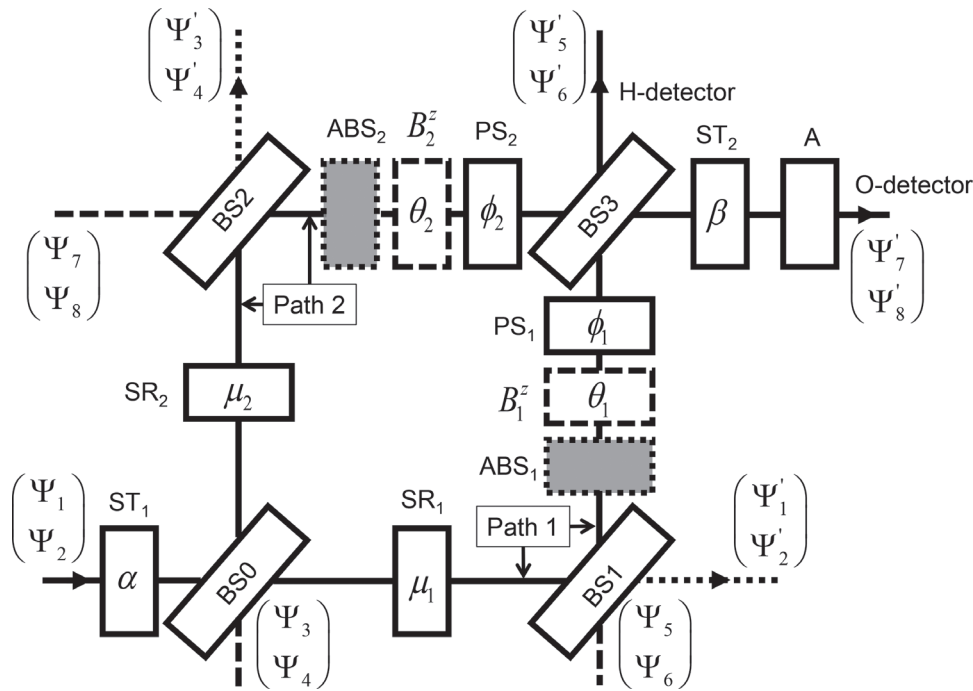 Ψ'3
Ψ'4
Ψ'5
Ψ'6
H-detector
ABS2
B2^z
PS2
ST2
A
O-detector
BS2
θ2
ϕ2
BS3
β
Ψ7
Ψ8
Path 2
Ψ'7
Ψ'8
PS1
ϕ1
SR2
μ2
B1^z
θ1
ABS1
Ψ1
Ψ2
ST1
SR1
Path 1
Ψ'1
Ψ'2
α
BS0
μ1
BS1
Ψ3
Ψ4
Ψ5
Ψ6